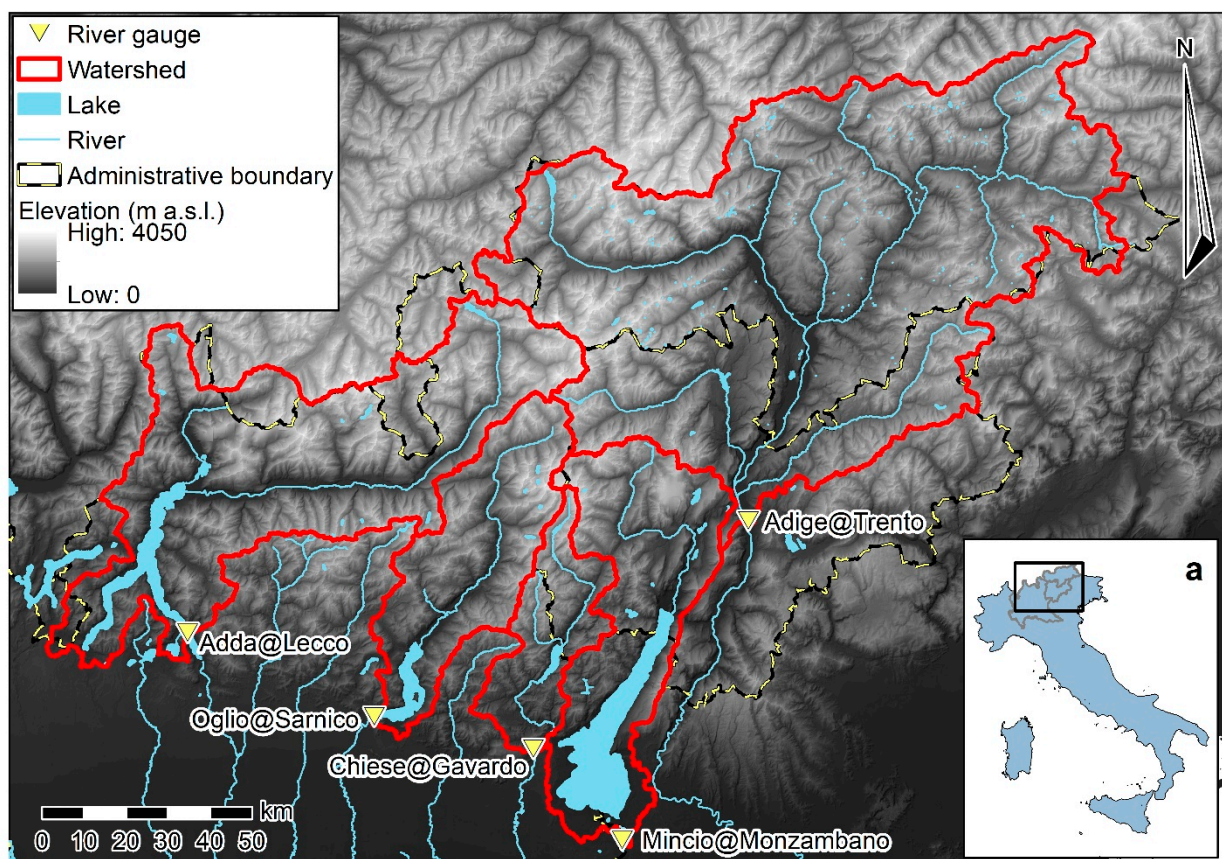 River gauge
Watershed
Lake
River
Administrative boundary
Elevation (m a.s.l.)
High: 4050
Low: 0
N
Adige@Trento
Adda@Lecco
Oglio@Sarnico
Chiese@Gavardo
Mincio@Monzambano
km
0 10 20 30 40 50
a